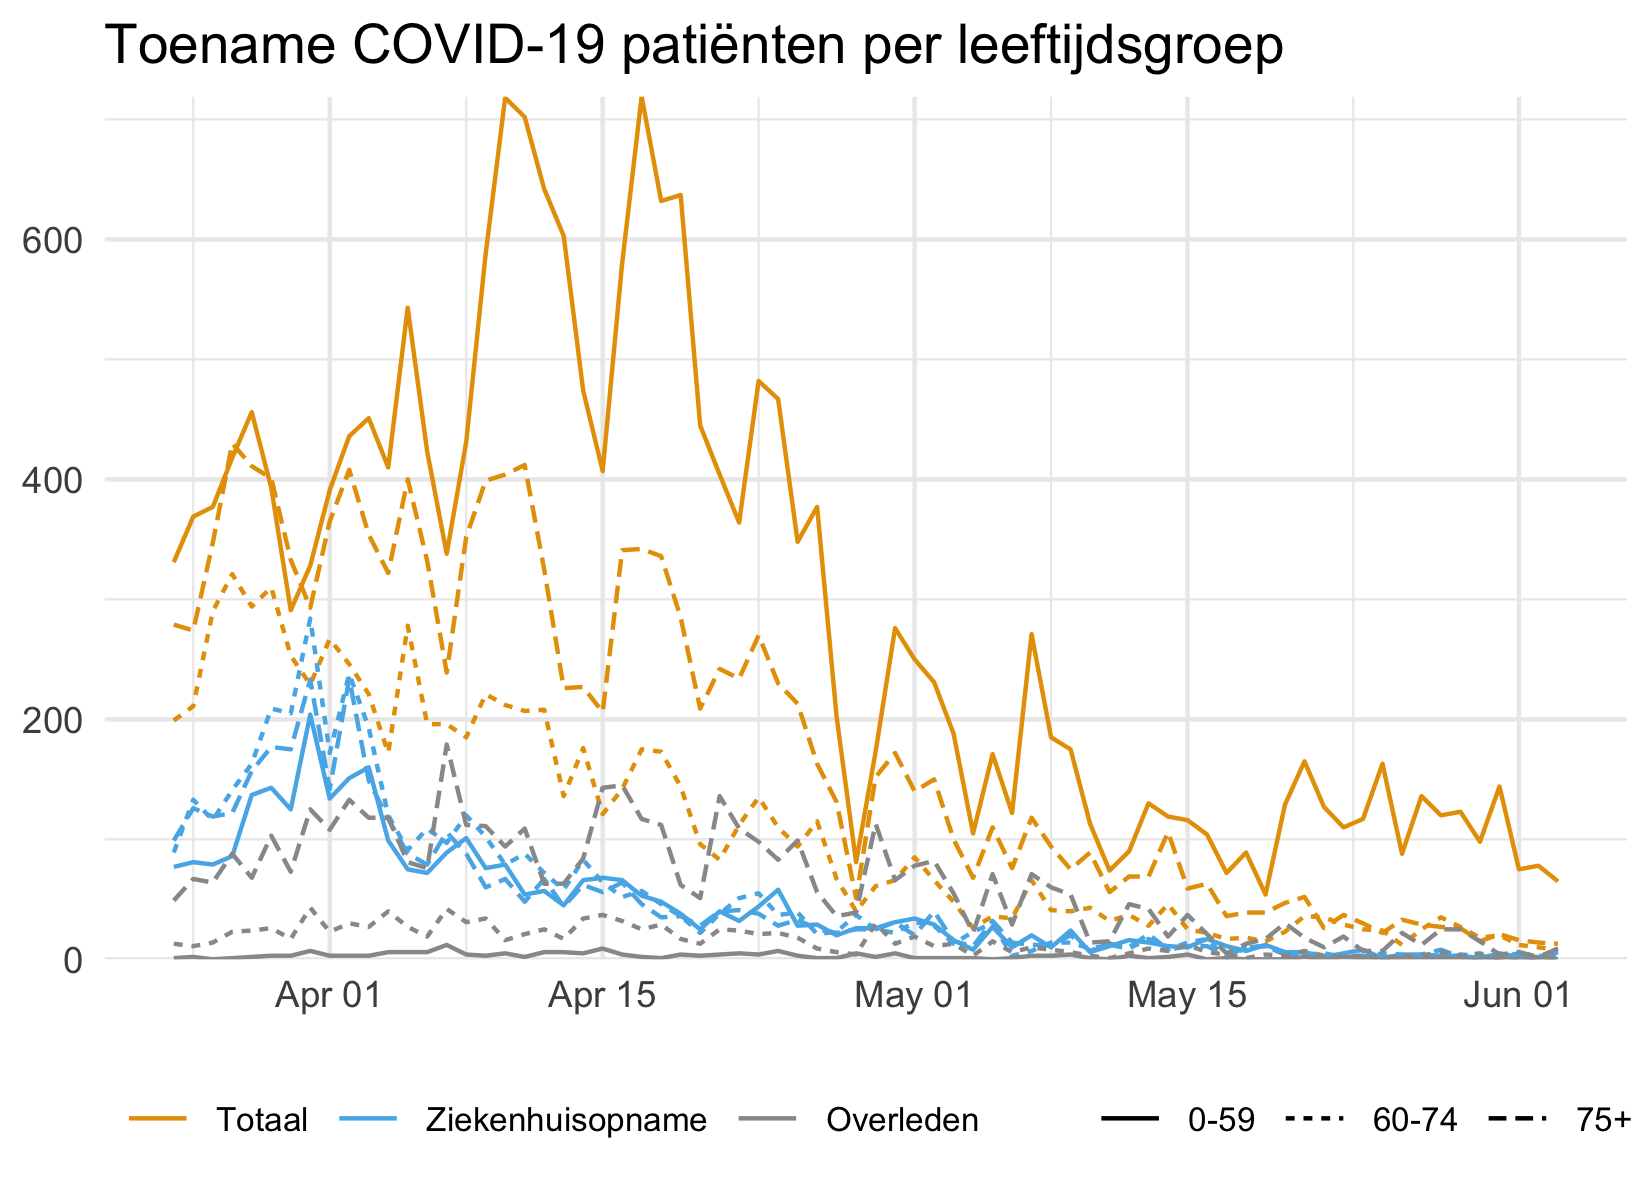 Toename COVID-19 patiënten per leeftijdsgroep
600
400
200
0
Apr 01 Apr 15 May 01 May 15 Jun 01
Totaal Ziekenhuisopname Overleden 0-59 60-74 75+